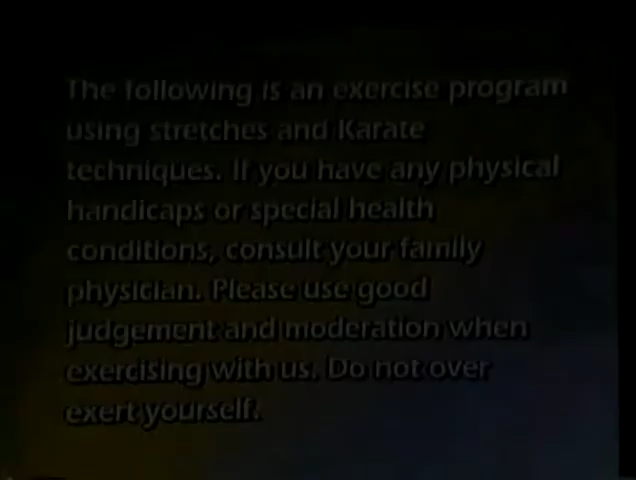 The following is an exercise program
using stretches and Karate
techniques. If you have any physical
handicaps or special health
conditions, consult your family
physician. Please use good
judgement and moderation when
exercising with us. Do not over
exert yourself.